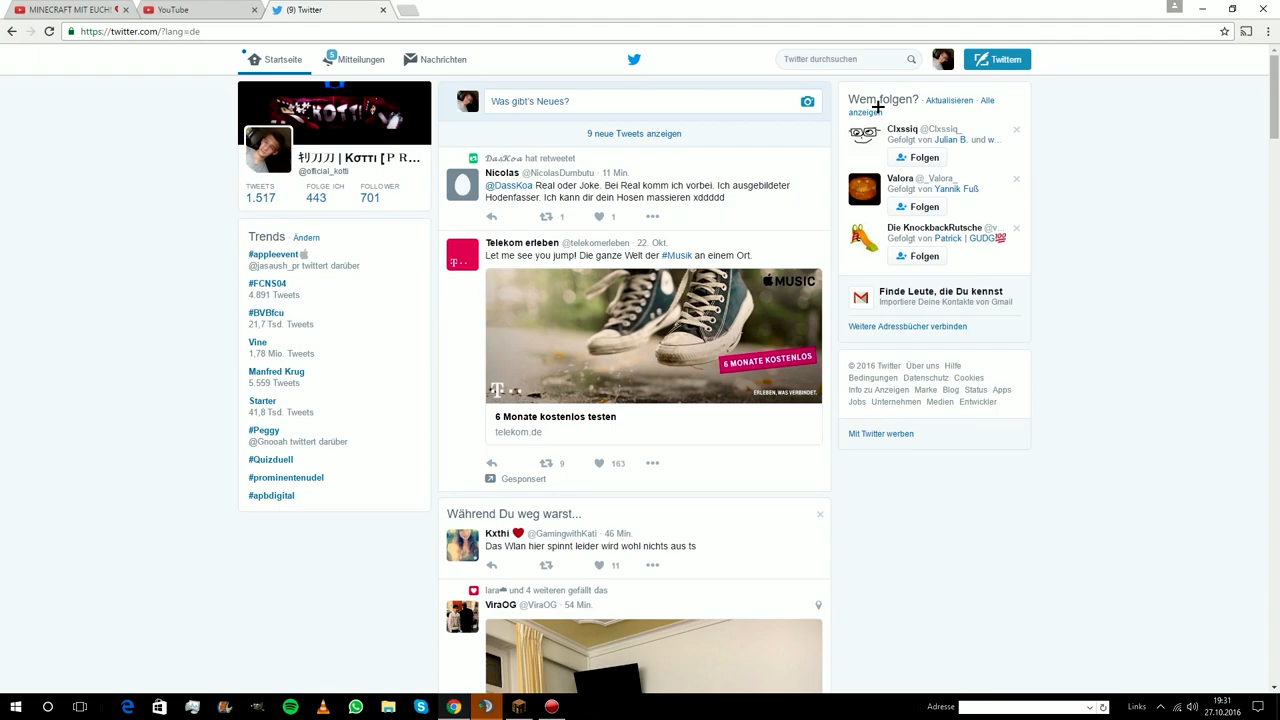 MINECRAFT MIT EUCH!
YouTube
(9) Twitter
https://twitter.com/?lang=de
Startseite
5
Mitteilungen
Nachrichten
Twitter durchsuchen
Twittern
| Kσττι【ＰＲ...
@official_kotti
TWEETS
FOLGE ICH
FOLLOWER
1.517
443
701
Trends · Ändern
#appleevent
@jasaush_pr twittert darüber
#FCNS04
4.891 Tweets
#BVBfcu
21,7 Tsd. Tweets
Vine
1,78 Mio. Tweets
Manfred Krug
5.559 Tweets
Starter
41,8 Tsd. Tweets
#Peggy
@Gnooah twittert darüber
#Quizduell
#prominentenudel
#apbdigital
Was gibt's Neues?
9 neue Tweets anzeigen
𝓓𝓪𝓼𝓼𝓚𝓸𝓪 hat retweetet
Nicolas @NicolasDumbutu · 11 Min.
@DassKoa Real oder Joke. Bei Real komm ich vorbei. Ich ausgebildeter
Hodenfasser. Ich kann dir dein Hosen massieren xddddd
1
1
Telekom erleben @telekomerleben · 22. Okt.
Let me see you jump! Die ganze Welt der #Musik an einem Ort.
MUSIC
6 MONATE KOSTENLOS
T
ERLEBEN, WAS VERBINDET.
6 Monate kostenlos testen
telekom.de
9
163
Gesponsert
Während Du weg warst...
Kxthi @GamingwithKati · 46 Min.
Das Wlan hier spinnt leider wird wohl nichts aus ts
11
lara und 4 weiteren gefällt das
ViraOG @ViraOG · 54 Min.
Wem folgen? · Aktualisieren · Alle
anzeigen
Clxssiq @Clxssiq_
Gefolgt von Julian B. und w...
Folgen
Valora @_Valora_
Gefolgt von Yannik Fuß
Folgen
Die KnockbackRutsche @v...
Gefolgt von Patrick | GUDG💯
Folgen
Finde Leute, die Du kennst
Importiere Deine Kontakte von Gmail
Weitere Adressbücher verbinden
© 2016 Twitter Über uns Hilfe
Bedingungen Datenschutz Cookies
Info zu Anzeigen Marke Blog Status Apps
Jobs Unternehmen Medien Entwickler
Mit Twitter werben
Adresse
Links
19:31
27.10.2016